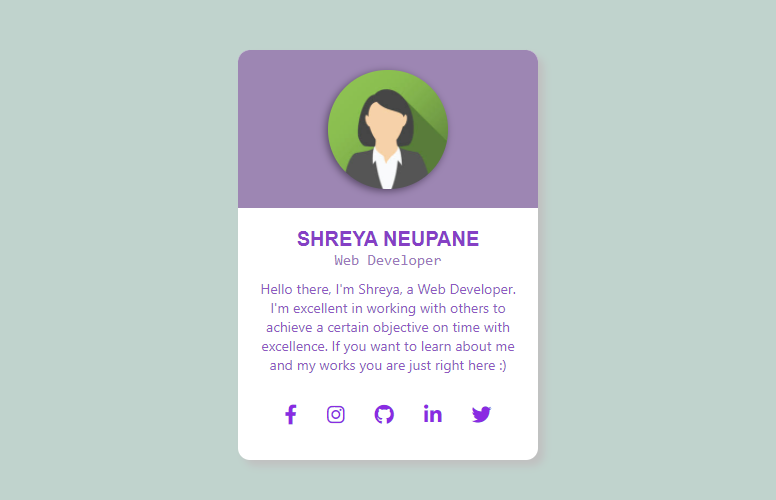 SHREYA NEUPANE
Web Developer
Hello there, I'm Shreya, a Web Developer.
I'm excellent in working with others to
achieve a certain objective on time with
excellence. If you want to learn about me
and my works you are just right here :)